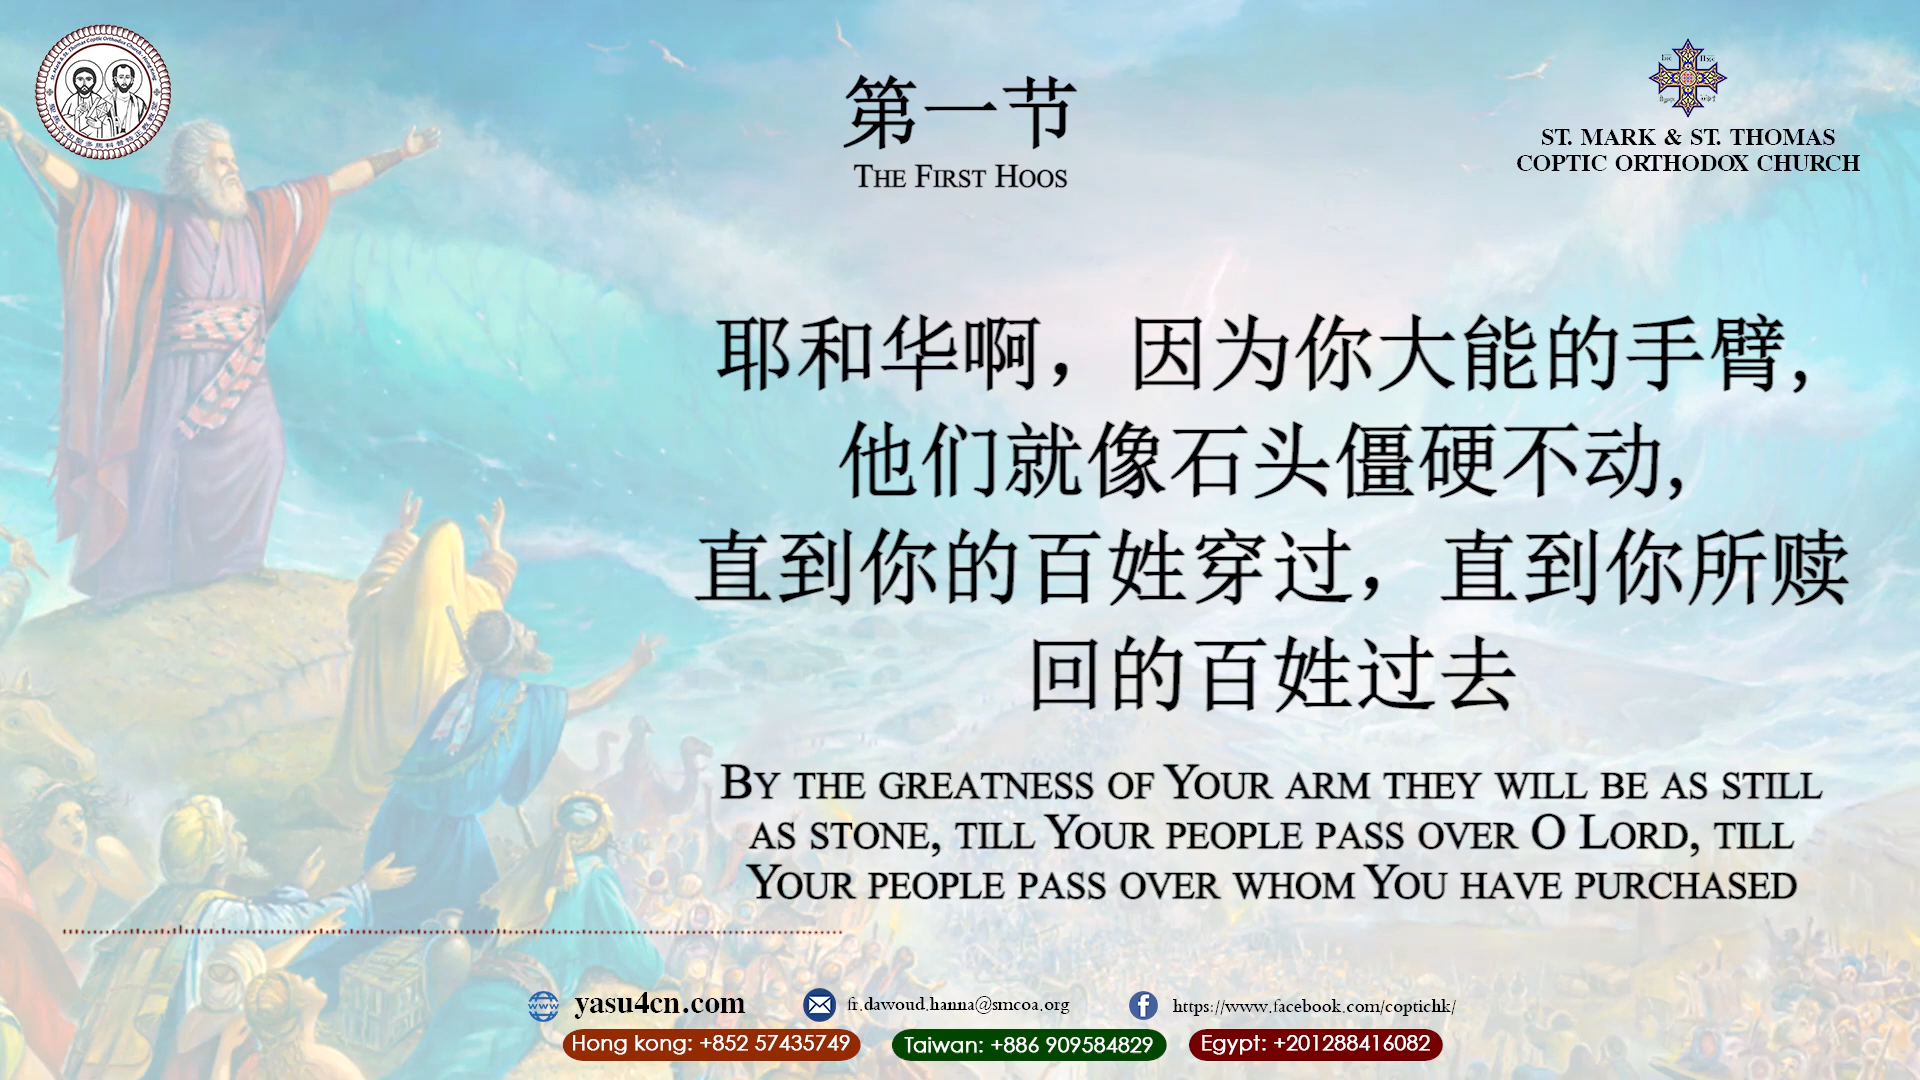 第一节
THE FIRST HOOS
ST. MARK & ST. THOMAS
COPTIC ORTHODOX CHURCH
耶和华啊，因为你大能的手臂,
他们就像石头僵硬不动,
直到你的百姓穿过，直到你所赎
回的百姓过去
BY THE GREATNESS OF YOUR ARM THEY WILL BE AS STILL
AS STONE, TILL YOUR PEOPLE PASS OVER O LORD, TILL
YOUR PEOPLE PASS OVER WHOM YOU HAVE PURCHASED
www yasu4cn.com
fr.dawoud.hanna@smcoa.org
https://www.facebook.com/coptichk/
Hong kong: +852 57435749
Taiwan: +886 909584829
Egypt: +201288416082